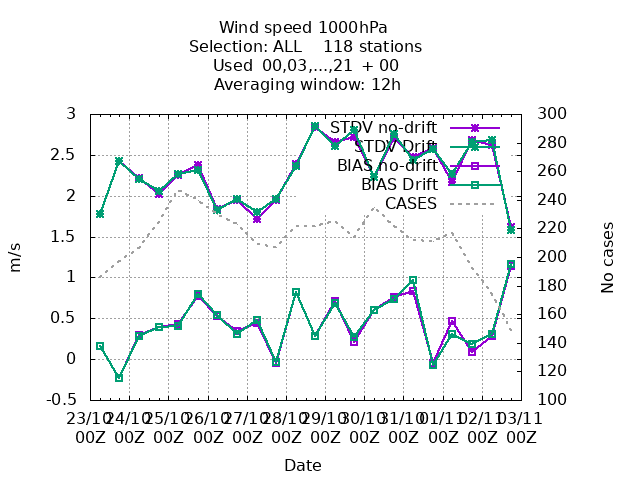 Wind speed 1000hPa
Selection: ALL    118 stations
Used  00,03,...,21  + 00
Averaging window: 12h
3
2.5
2
1.5
1
0.5
0
-0.5
m/s
300
280
260
240
220
200
180
160
140
120
100
No cases
STDV no-drift
STDV Drift
BIAS no-drift
BIAS Drift
CASES
23/10 24/10 25/10 26/10 27/10 28/10 29/10 30/10 31/10 01/11 02/11 03/11
00Z 00Z 00Z 00Z 00Z 00Z 00Z 00Z 00Z 00Z 00Z 00Z
Date